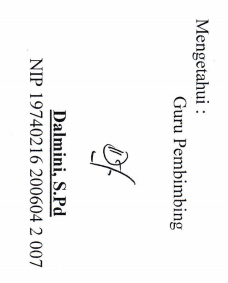 Mengetahui :
Guru Pembimbing
Dalmini, S.Pd
NIP 19740216 200604 2 007